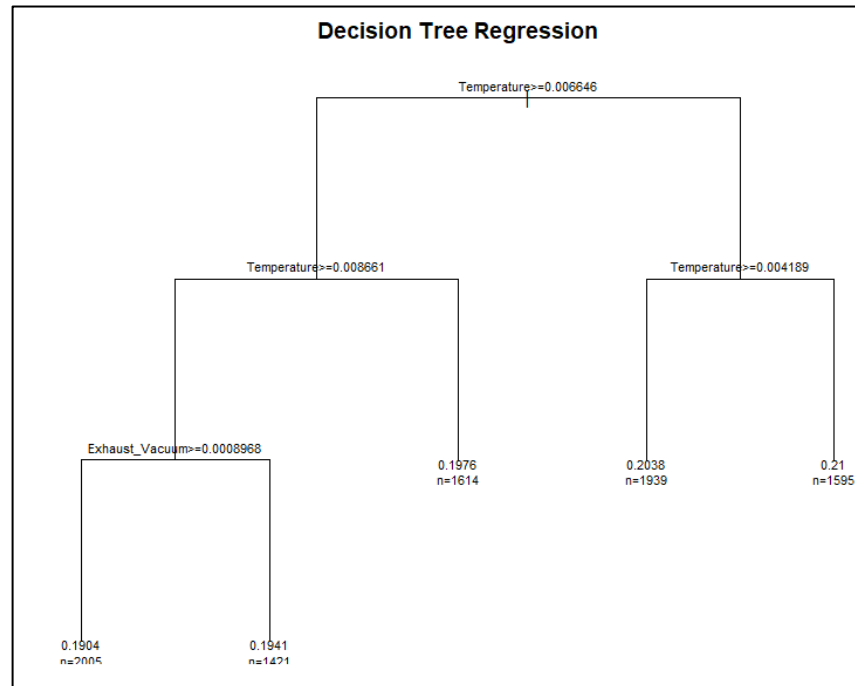 Decision Tree Regression
Temperature>=0.006646
Temperature>=0.008661
Temperature>=0.004189
Exhaust_Vacuum>=0.0008968
0.1976
n=1614
0.2038
n=1939
0.21
n=1595
0.1904
n=2005
0.1941
n=1421